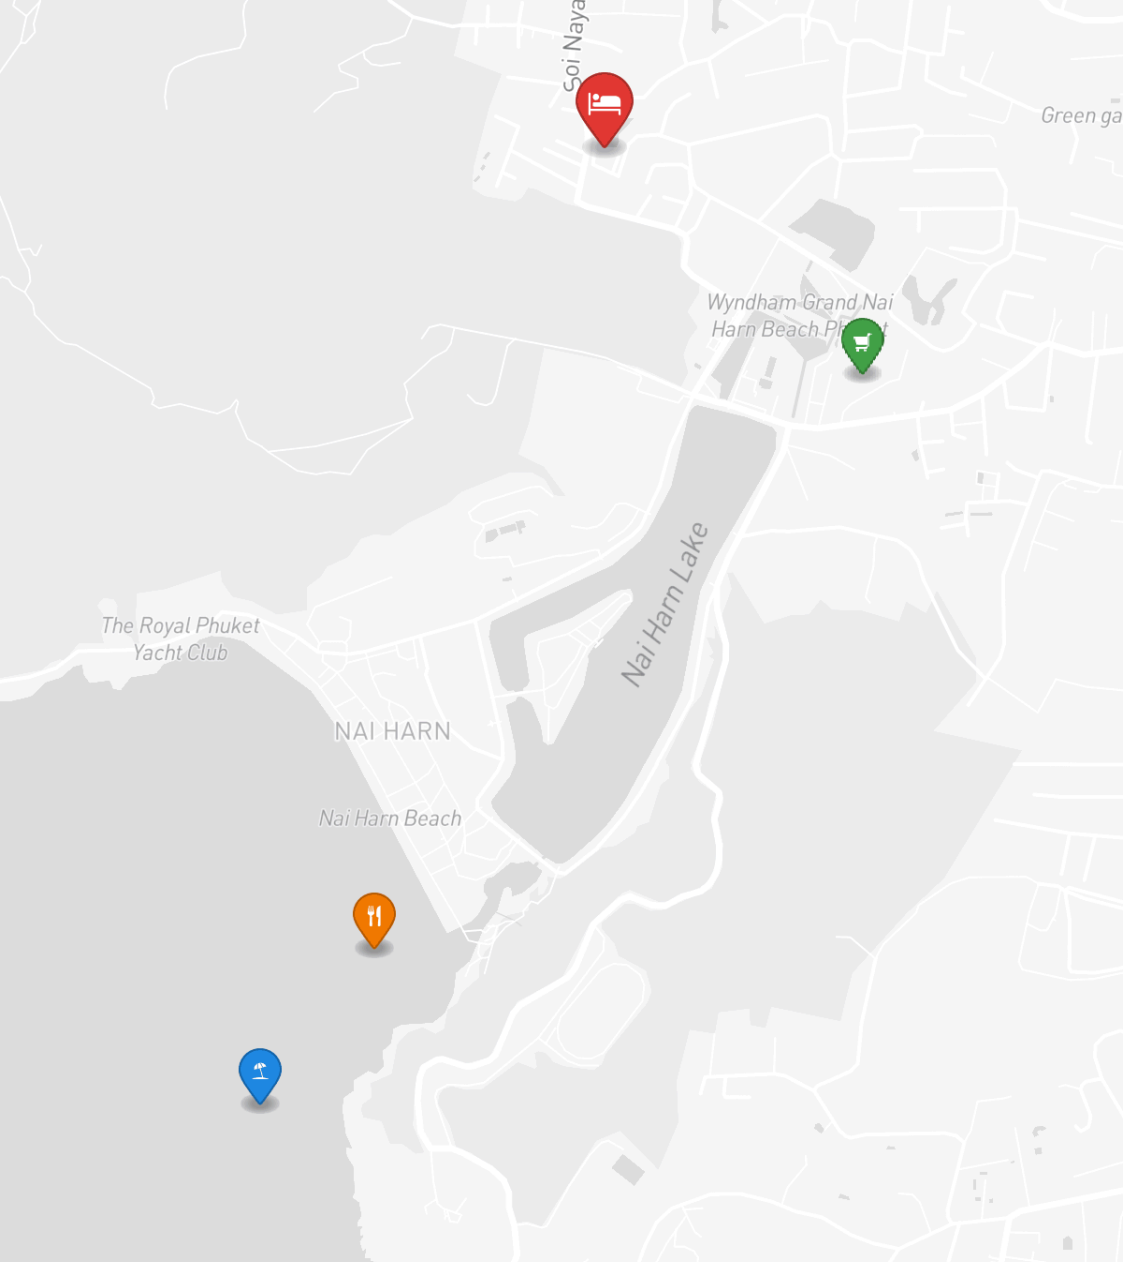 Soi Naya
Green ga
Wyndham Grand Nai
Harn Beach Phuket
Nai Harn Lake
The Royal Phuket
Yacht Club
NAI HARN
Nai Harn Beach